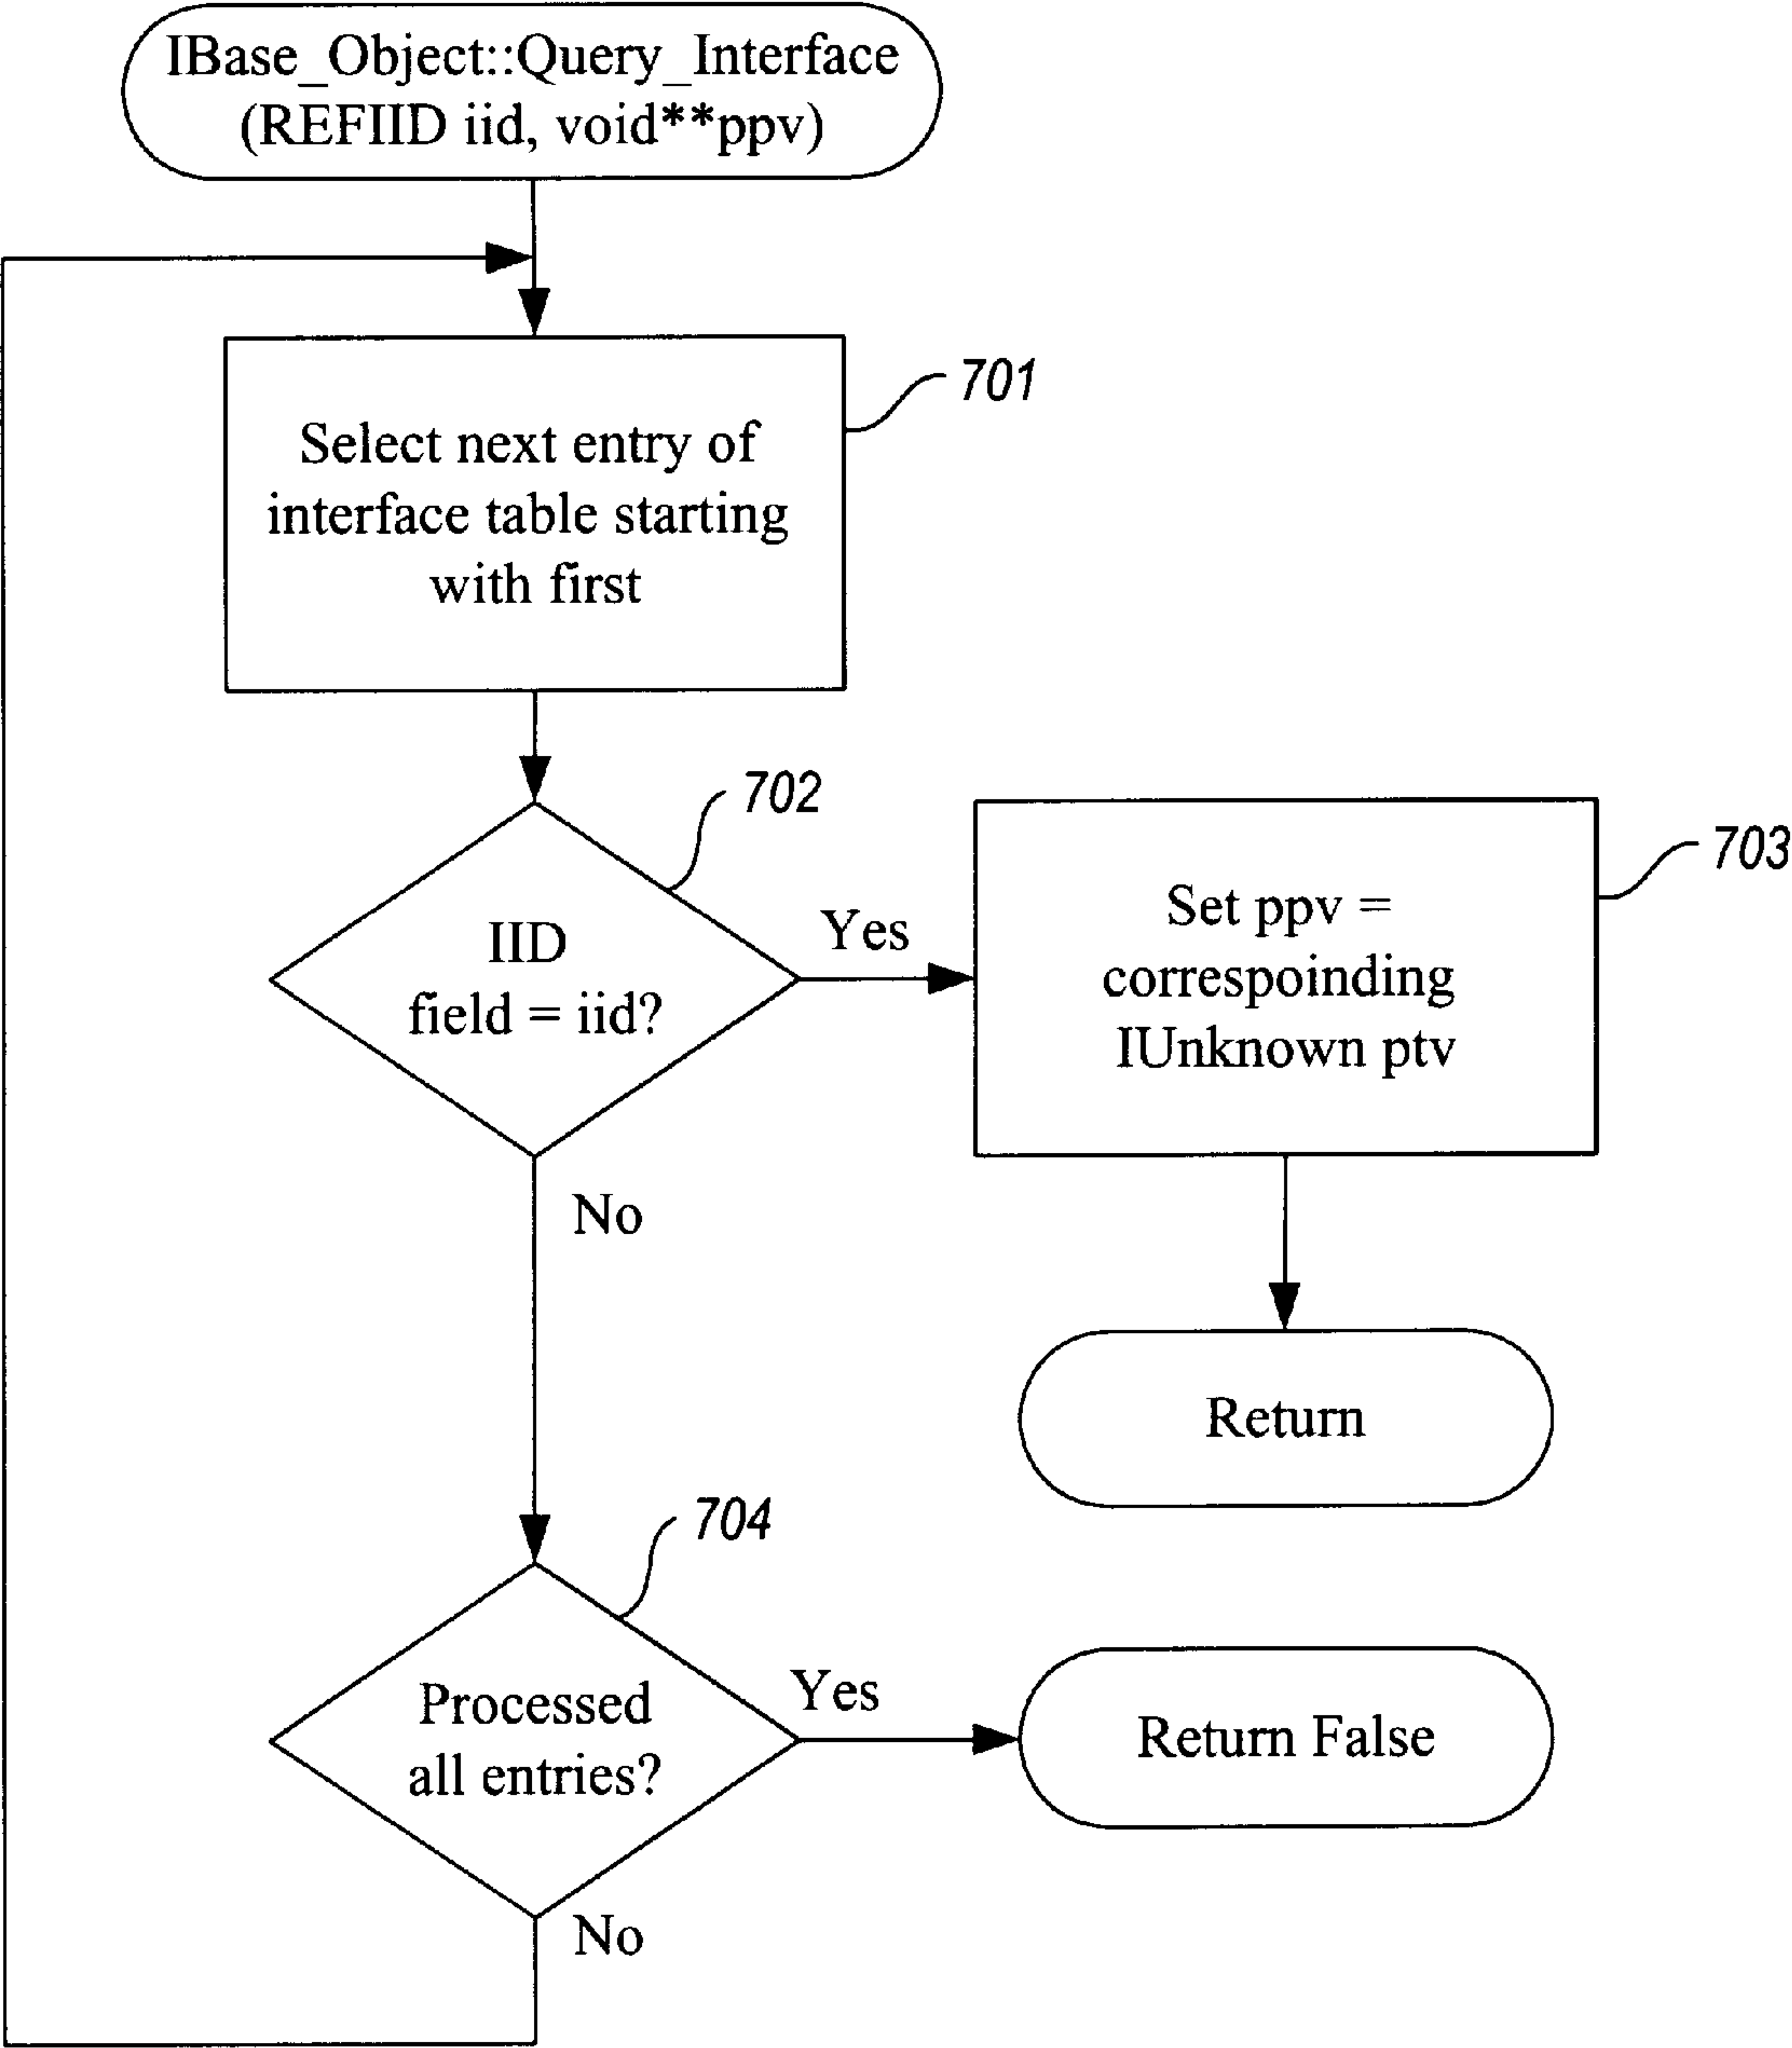 IBase_Object::Query_Interface
(REFIID iid, void**ppv)
701
Select next entry of
interface table starting
with first
702
IID
field = iid?
Yes
703
Set ppv =
correspoinding
IUnknown ptv
No
Return
704
Processed
all entries?
Yes
Return False
No